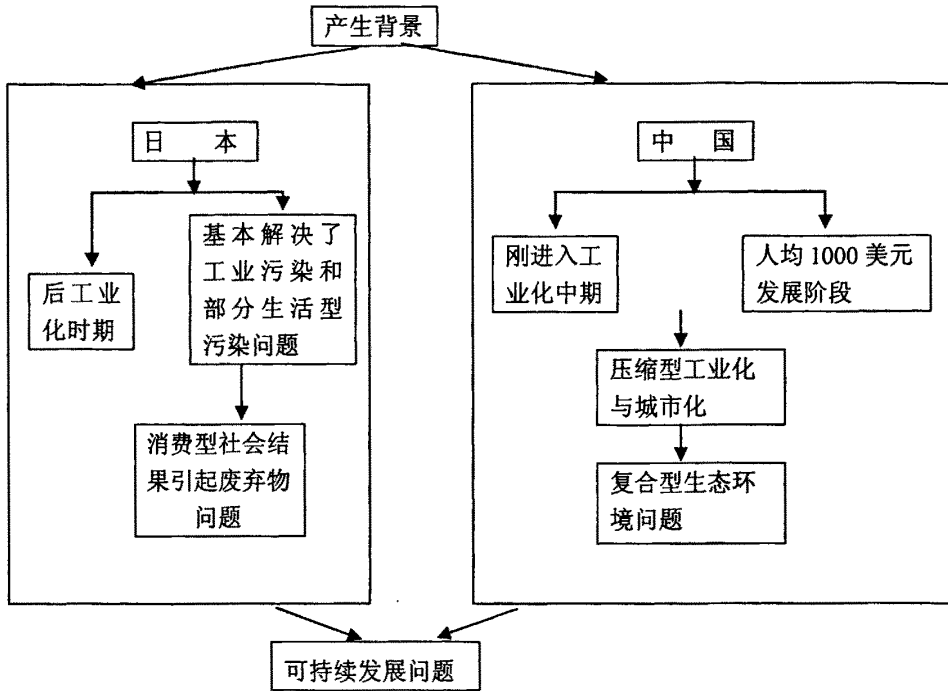 产生背景
日　本
后工业
化时期
基本解决了
工业污染和
部分生活型
污染问题
消费型社会结
果引起废弃物
问题
中　国
刚进入工
业化中期
人均1000美元
发展阶段
压缩型工业化
与城市化
复合型生态环
境问题
可持续发展问题